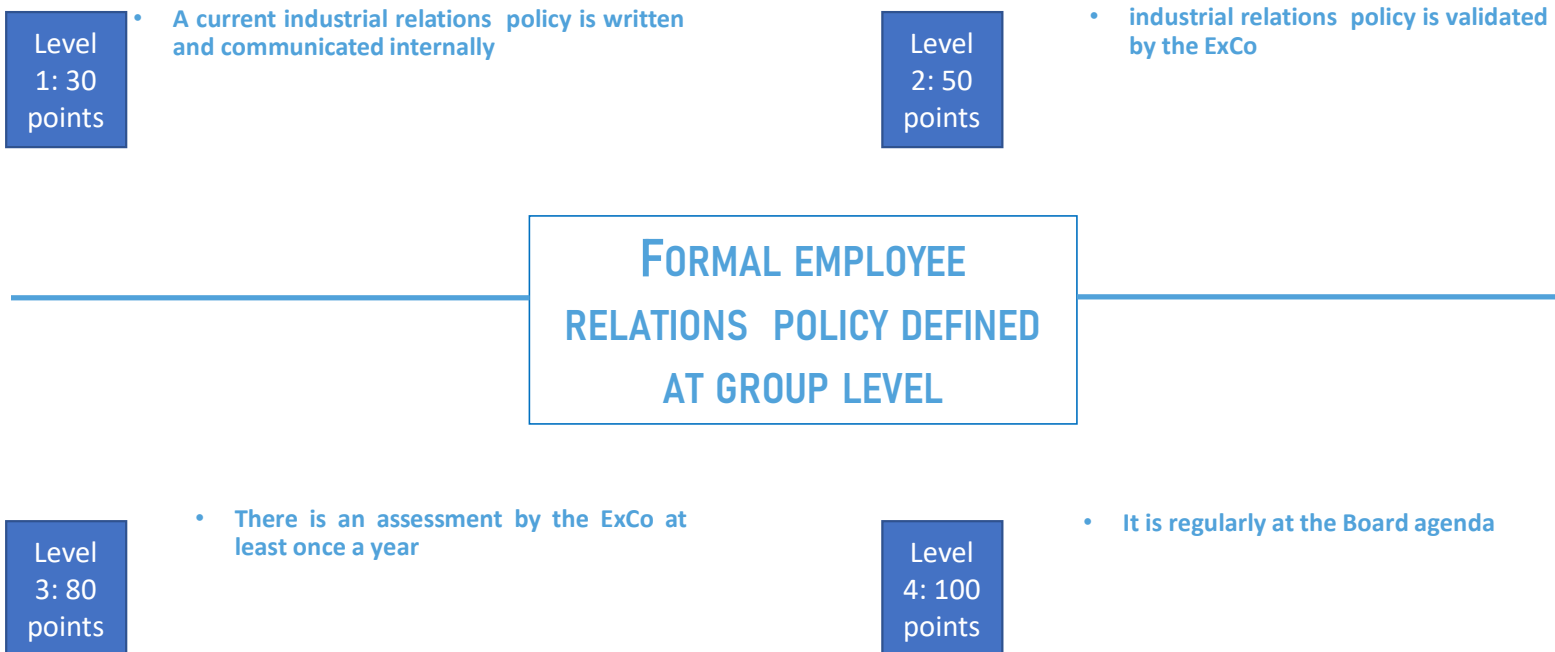 Level
1: 30
points
• A current industrial relations policy is written
and communicated internally
Level
2: 50
points
• industrial relations policy is validated
by the ExCo
FORMAL EMPLOYEE
RELATIONS POLICY DEFINED
AT GROUP LEVEL
Level
3: 80
points
• There is an assessment by the ExCo at
least once a year
Level
4: 100
points
• It is regularly at the Board agenda